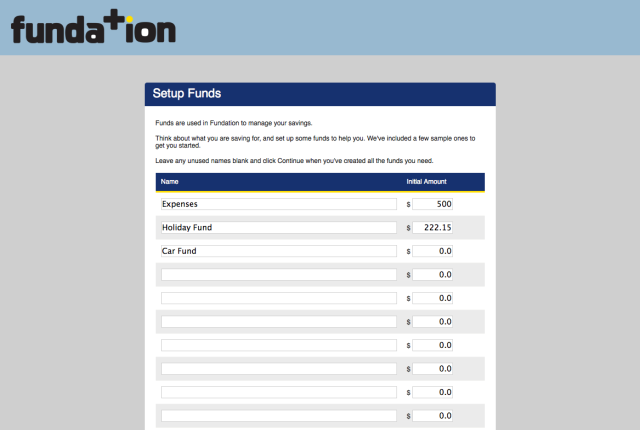 fundation
Setup Funds
Funds are used in Fundation to manage your savings.
Think about what you are saving for, and set up some funds to help you. We've included a few sample ones to
get you started.
Leave any unused names blank and click Continue when you've created all the funds you need.
Name Initial Amount
Expenses $ 500
Holiday Fund $ 222.15
Car Fund $ 0.0
$ 0.0
$ 0.0
$ 0.0
$ 0.0
$ 0.0
$ 0.0
$ 0.0